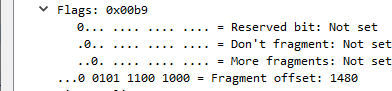 Flags: 0x00b9
0... .... .... .... = Reserved bit: Not set
.0.. .... .... .... = Don't fragment: Not set
..0. .... .... .... = More fragments: Not set
...0 0101 1100 1000 = Fragment offset: 1480